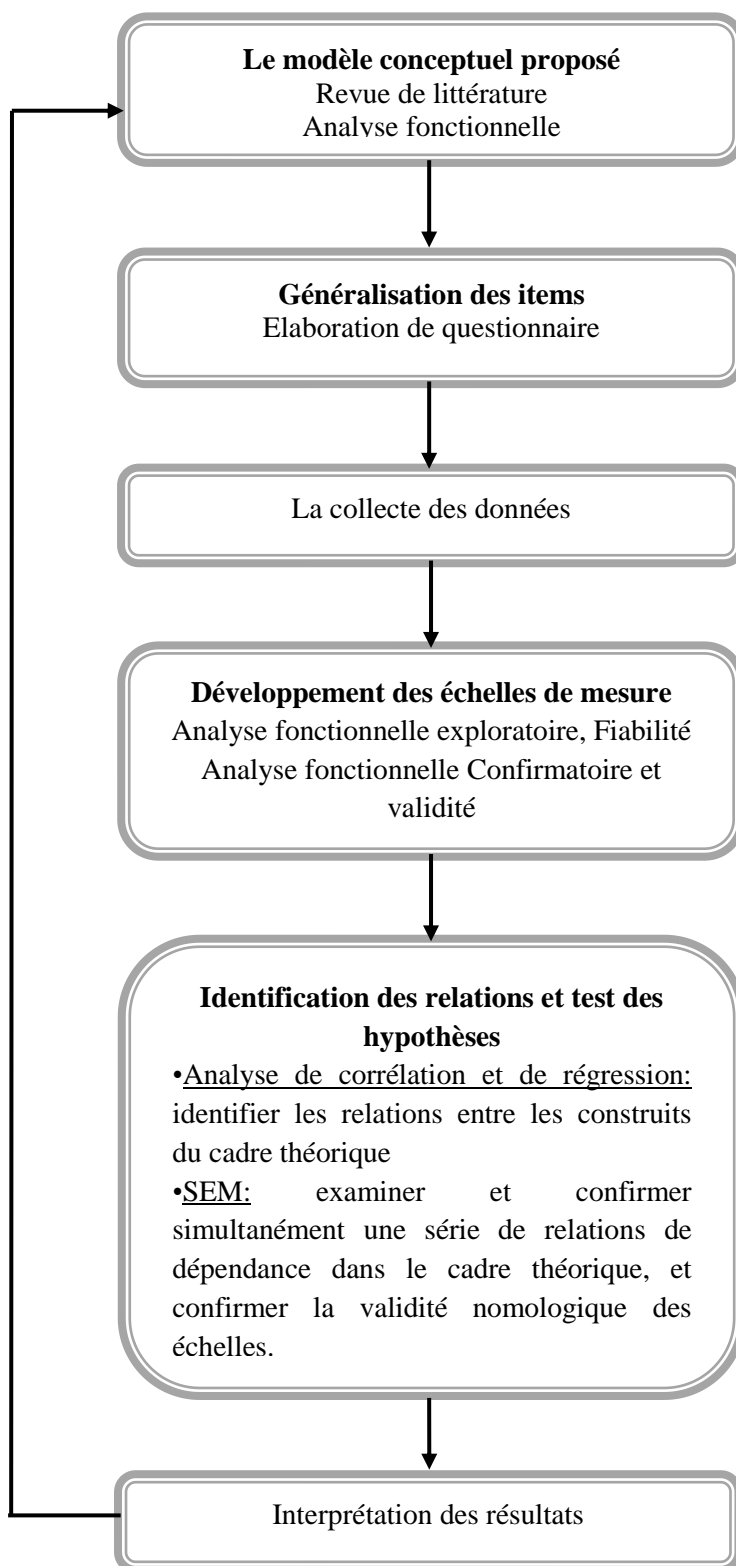 Le modèle conceptuel proposé
Revue de littérature
Analyse fonctionnelle
Généralisation des items
Elaboration de questionnaire
La collecte des données
Développement des échelles de mesure
Analyse fonctionnelle exploratoire, Fiabilité
Analyse fonctionnelle Confirmatoire et
validité
Identification des relations et test des
hypothèses
•Analyse de corrélation et de régression:
identifier les relations entre les construits
du cadre théorique
•SEM: examiner et confirmer
simultanément une série de relations de
dépendance dans le cadre théorique, et
confirmer la validité nomologique des
échelles.
Interprétation des résultats